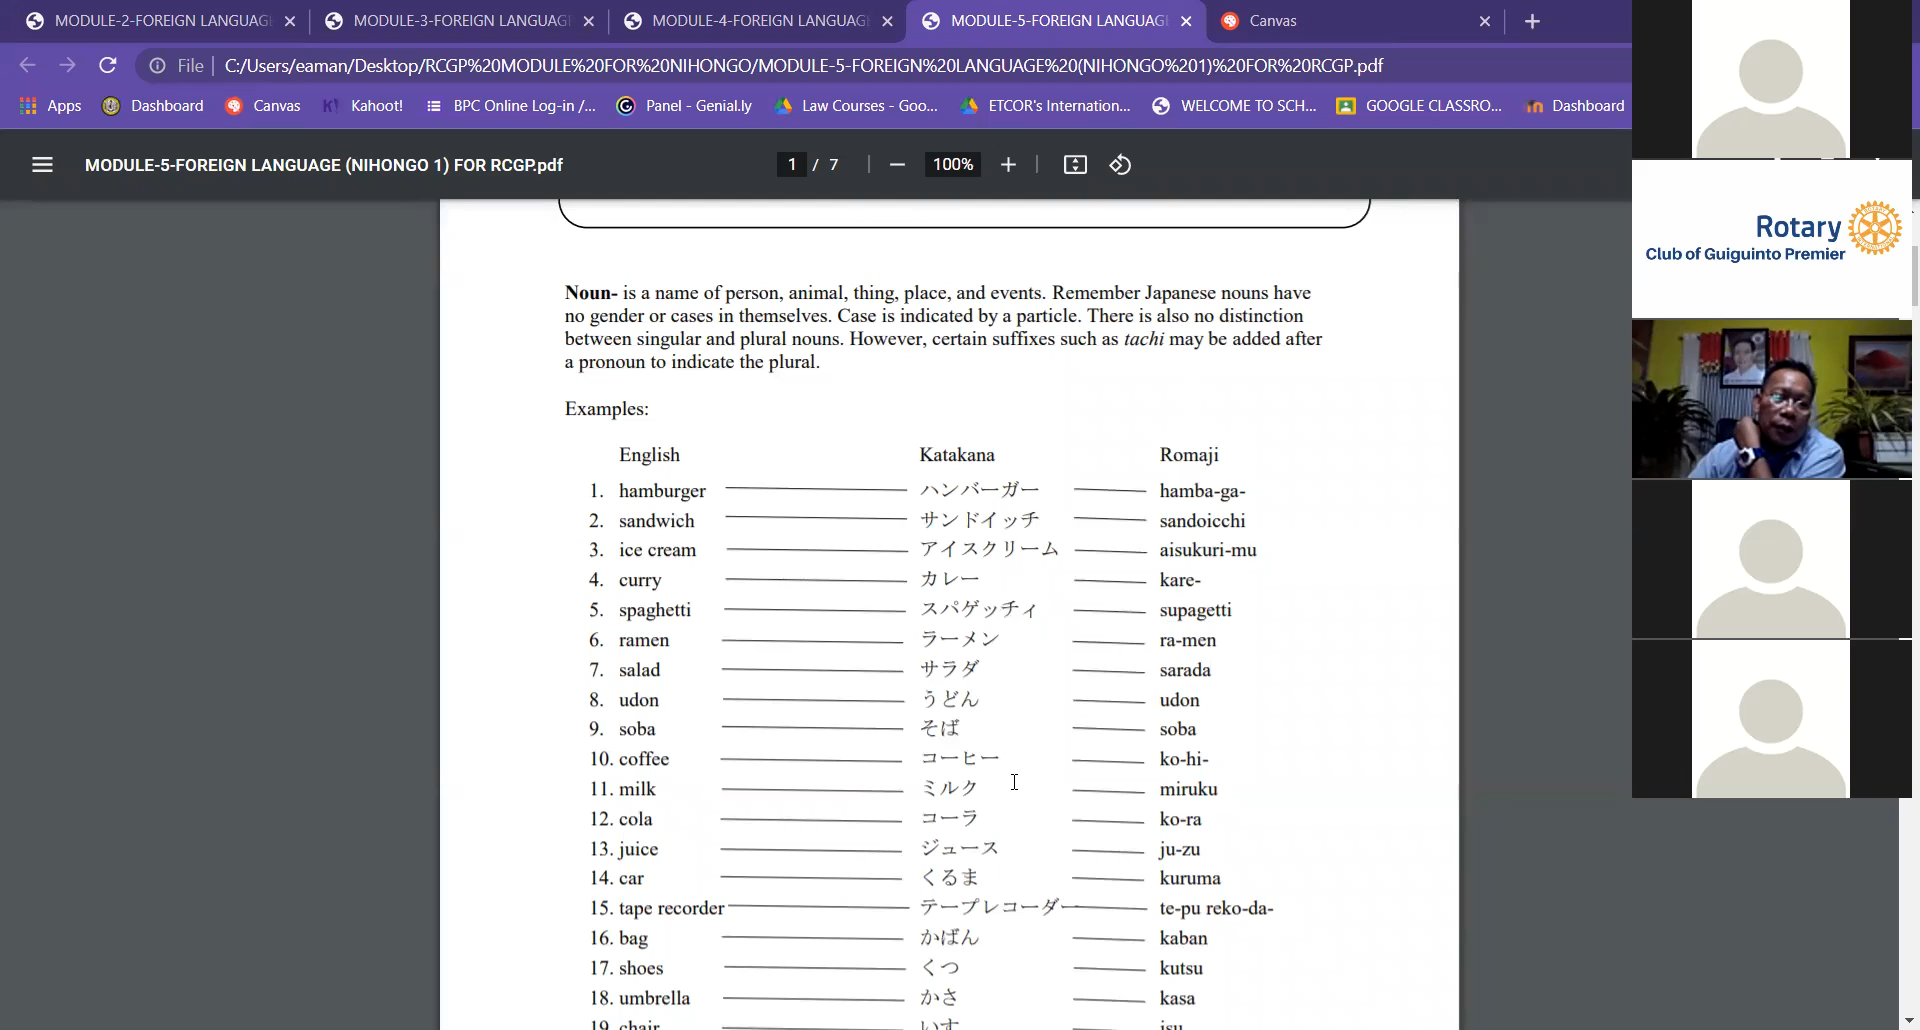 MODULE-2-FOREIGN LANGUAGE
MODULE-3-FOREIGN LANGUAGE
MODULE-4-FOREIGN LANGUAGE
MODULE-5-FOREIGN LANGUAGE
Canvas
File
C:/Users/eaman/Desktop/RCGP%20MODULE%20FOR%20NIHONGO/MODULE-5-FOREIGN%20LANGUAGE%20(NIHONGO%201)%20FOR%20RCGP.pdf
Apps
Dashboard
Canvas
Kahoot!
BPC Online Log-in /...
Panel - Genial.ly
Law Courses - Goo...
ETCOR's Internation...
WELCOME TO SCH...
GOOGLE CLASSRO...
Dashboard
MODULE-5-FOREIGN LANGUAGE (NIHONGO 1) FOR RCGP.pdf
1 / 7
100%
Rotary
Club of Guiguinto Premier
Noun- is a name of person, animal, thing, place, and events. Remember Japanese nouns have
no gender or cases in themselves. Case is indicated by a particle. There is also no distinction
between singular and plural nouns. However, certain suffixes such as tachi may be added after
a pronoun to indicate the plural.
Examples:
English Katakana Romaji
1. hamburger ハンバーガー hamba-ga-
2. sandwich サンドイッチ sandoicchi
3. ice cream アイスクリーム aisukuri-mu
4. curry カレー kare-
5. spaghetti スパゲッチィ supagetti
6. ramen ラーメン ra-men
7. salad サラダ sarada
8. udon うどん udon
9. soba そば soba
10. coffee コーヒー ko-hi-
11. milk ミルク miruku
12. cola コーラ ko-ra
13. juice ジュース ju-zu
14. car くるま kuruma
15. tape recorder テープレコーダー te-pu reko-da-
16. bag かばん kaban
17. shoes くつ kutsu
18. umbrella かさ kasa
19. chair いす isu